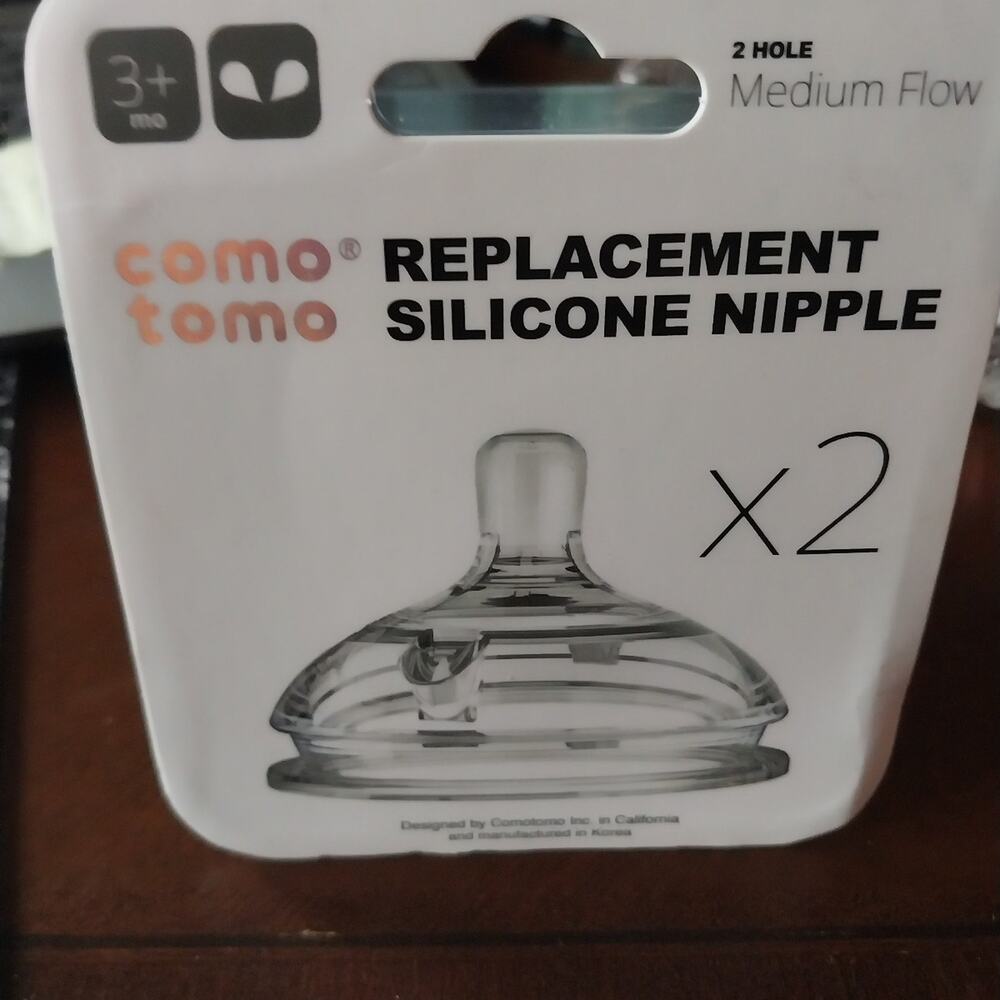 3+
mo
2 HOLE
Medium Flow
como®
tomo
REPLACEMENT
SILICONE NIPPLE
x2
Designed by Comotomo Inc. in California
and manufactured in Korea